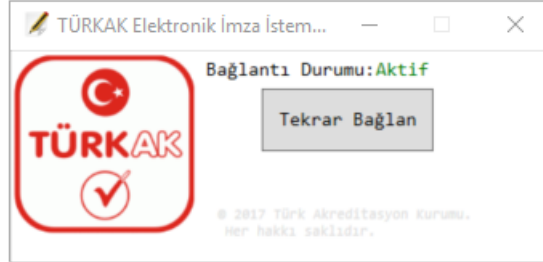 TÜRKAK Elektronik İmza İstem...
Bağlantı Durumu:Aktif
Tekrar Bağlan
TÜRKAK
© 2017 Türk Akreditasyon Kurumu.
Her hakkı saklıdır.